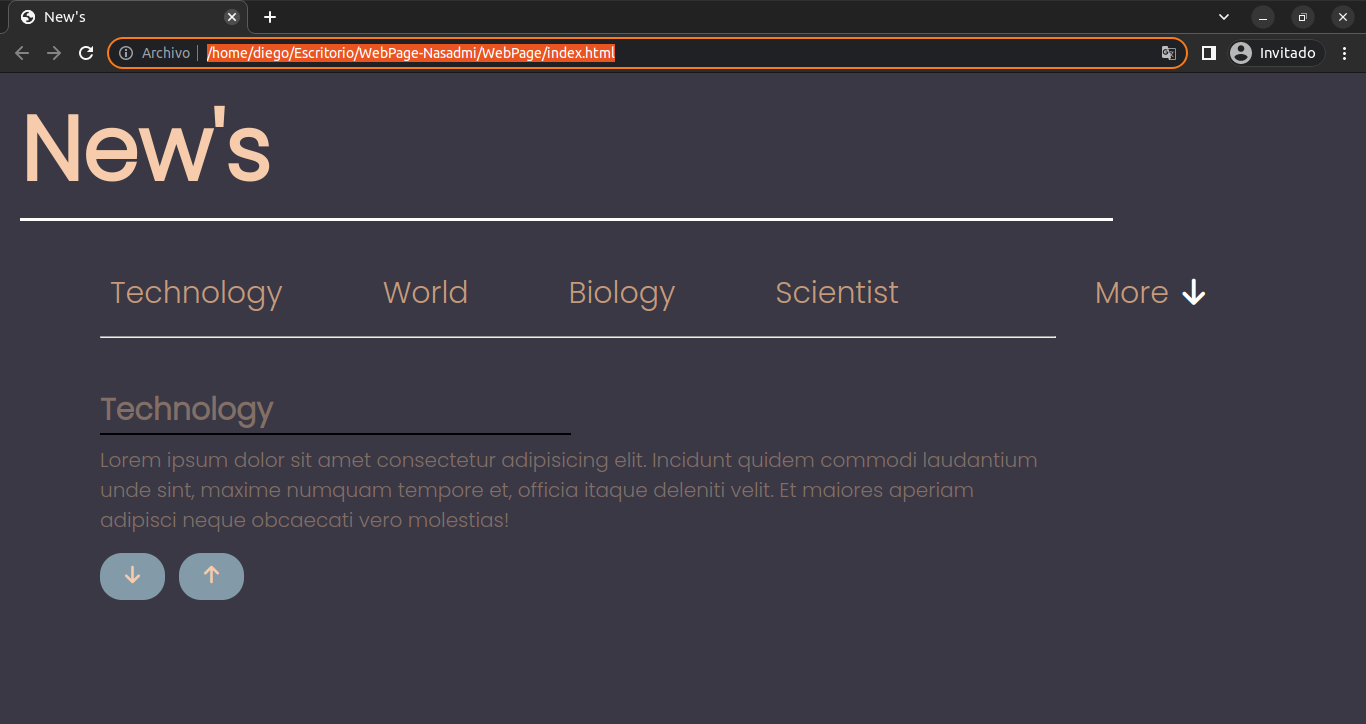 New's
Archivo /home/diego/Escritorio/WebPage-Nasadmi/WebPage/index.html Invitado
New's
Technology World Biology Scientist More
Technology
Lorem ipsum dolor sit amet consectetur adipisicing elit. Incidunt quidem commodi laudantium
unde sint, maxime numquam tempore et, officia itaque deleniti velit. Et maiores aperiam
adipisci neque obcaecati vero molestias!